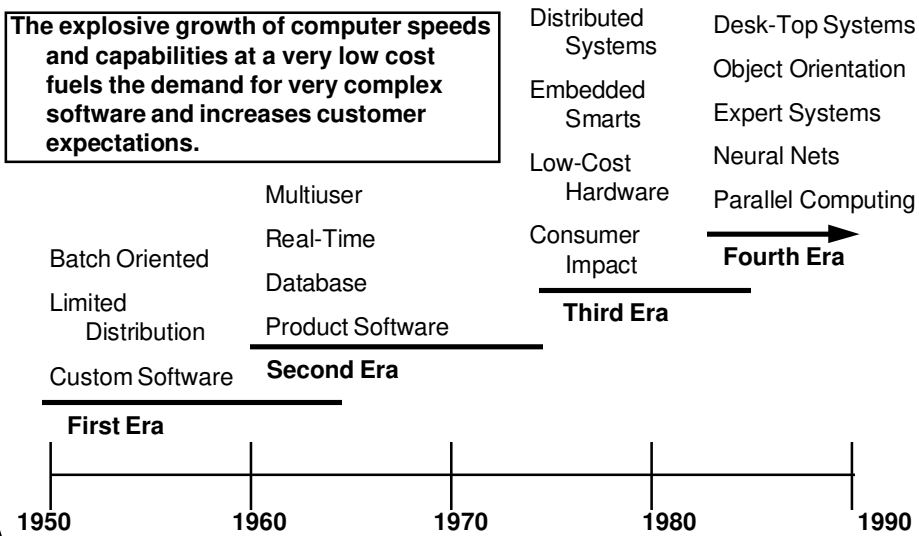 The explosive growth of computer speeds
and capabilities at a very low cost
fuels the demand for very complex
software and increases customer
expectations.
Batch Oriented
Limited
Distribution
Custom Software
First Era
Multiuser
Real-Time
Database
Product Software
Second Era
Distributed
Systems
Embedded
Smarts
Low-Cost
Hardware
Consumer
Impact
Third Era
Desk-Top Systems
Object Orientation
Expert Systems
Neural Nets
Parallel Computing
Fourth Era
1950
1960
1970
1980
1990